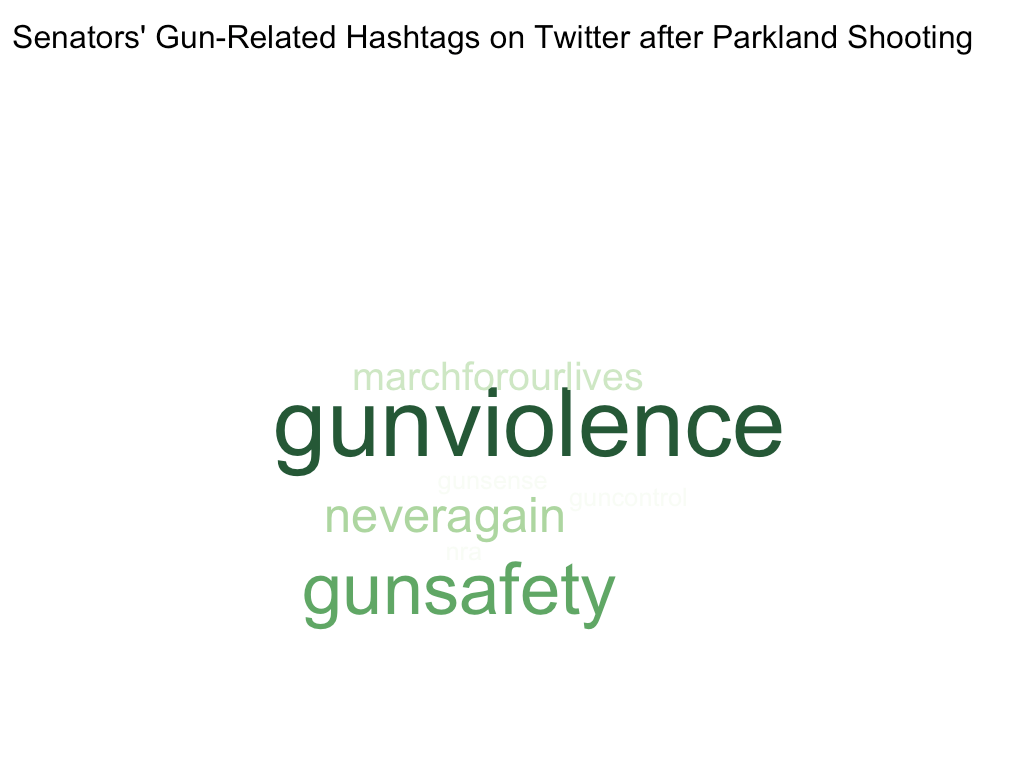 Senators' Gun-Related Hashtags on Twitter after Parkland Shooting
marchforourlives
gunviolence
gunsense
guncontrol
neveragain
nra
gunsafety